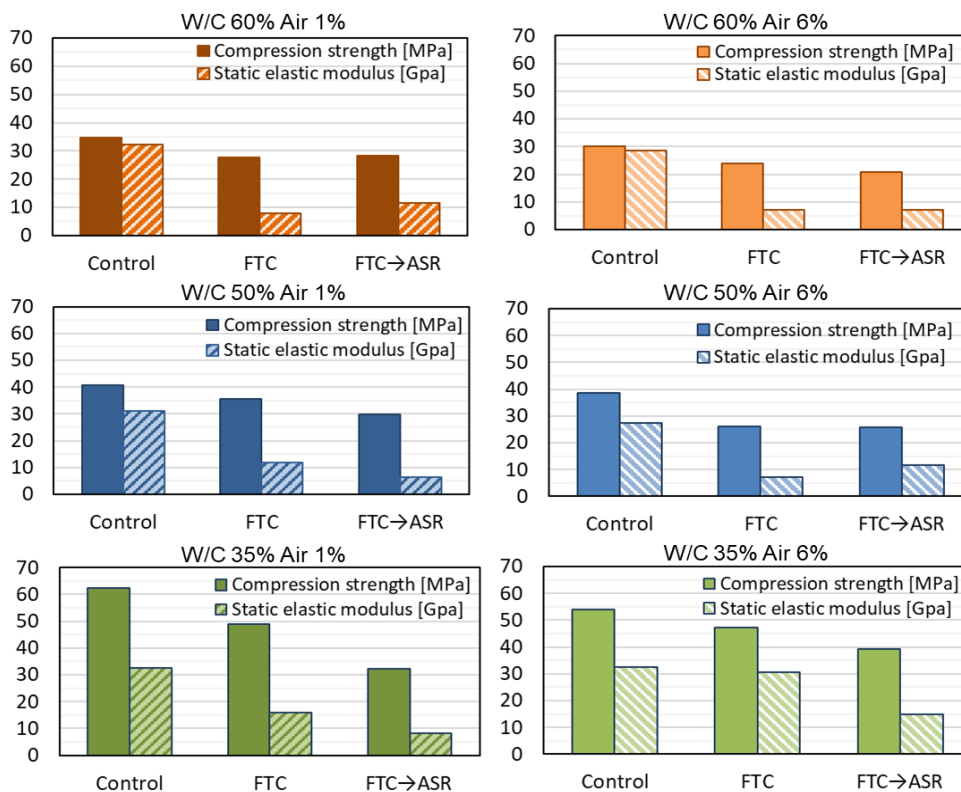 W/C 60% Air 1%
70
60
50
40
30
20
10
0
Compression strength [MPa]
Static elastic modulus [Gpa]
Control FTC FTC→ASR
W/C 60% Air 6%
70
60
50
40
30
20
10
0
Compression strength [MPa]
Static elastic modulus [Gpa]
Control FTC FTC→ASR
W/C 50% Air 1%
70
60
50
40
30
20
10
0
Compression strength [MPa]
Static elastic modulus [Gpa]
Control FTC FTC→ASR
W/C 50% Air 6%
70
60
50
40
30
20
10
0
Compression strength [MPa]
Static elastic modulus [Gpa]
Control FTC FTC→ASR
W/C 35% Air 1%
70
60
50
40
30
20
10
0
Compression strength [MPa]
Static elastic modulus [Gpa]
Control FTC FTC→ASR
W/C 35% Air 6%
70
60
50
40
30
20
10
0
Compression strength [MPa]
Static elastic modulus [Gpa]
Control FTC FTC→ASR